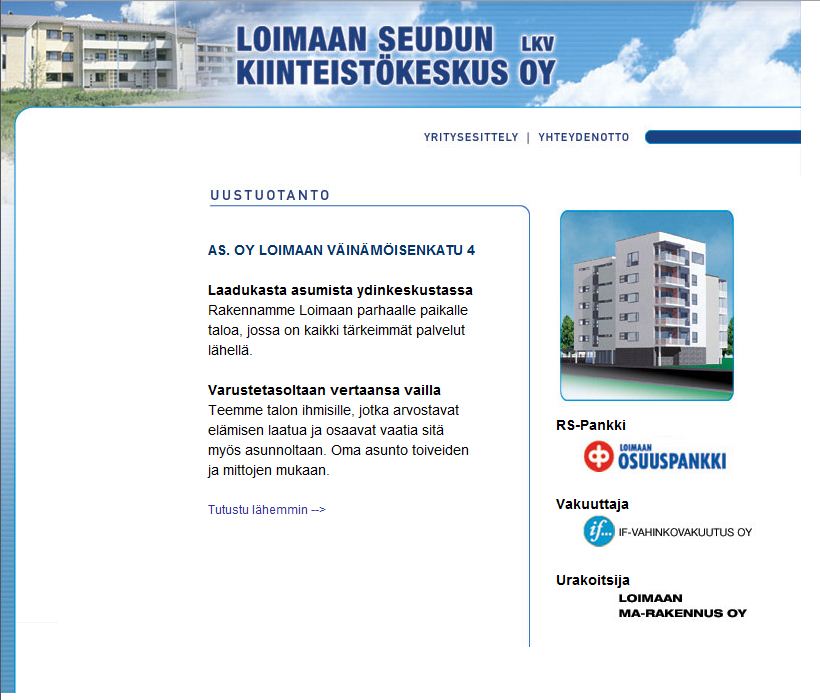 LOIMAAN SEUDUN LKV
KIINTEISTÖKESKUS OY
YRITYSESITTELY | YHTEYDENOTTO
UUSTUOTANTO
AS. OY LOIMAAN VÄINÄMÖISENKATU 4
Laadukasta asumista ydinkeskustassa
Rakennamme Loimaan parhaalle paikalle
taloa, jossa on kaikki tärkeimmät palvelut
lähellä.
Varustetasoltaan vertaansa vailla
Teemme talon ihmisille, jotka arvostavat
elämisen laatua ja osaavat vaatia sitä
myös asunnoltaan. Oma asunto toiveiden
ja mittojen mukaan.
Tutustu lähemmin -->
RS-Pankki
LOIMAAN
OSUUSPANKKI
Vakuuttaja
if... IF-VAHINKOVAKUUTUS OY
Urakoitsija
LOIMAAN
MA-RAKENNUS OY